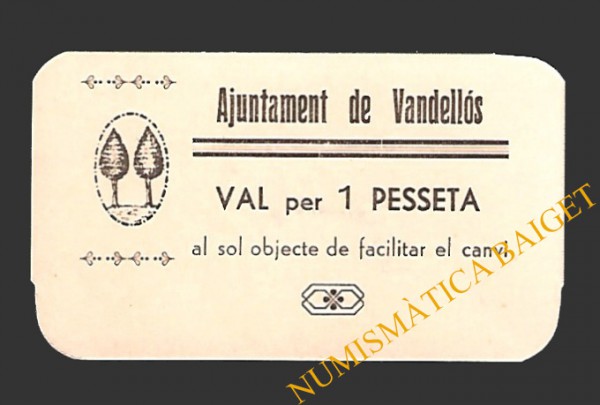 Ajuntament de Vandellós
VAL per 1 PESSETA
al sol objecte de facilitar el canvi
NUMISMÀTICA BAIGET